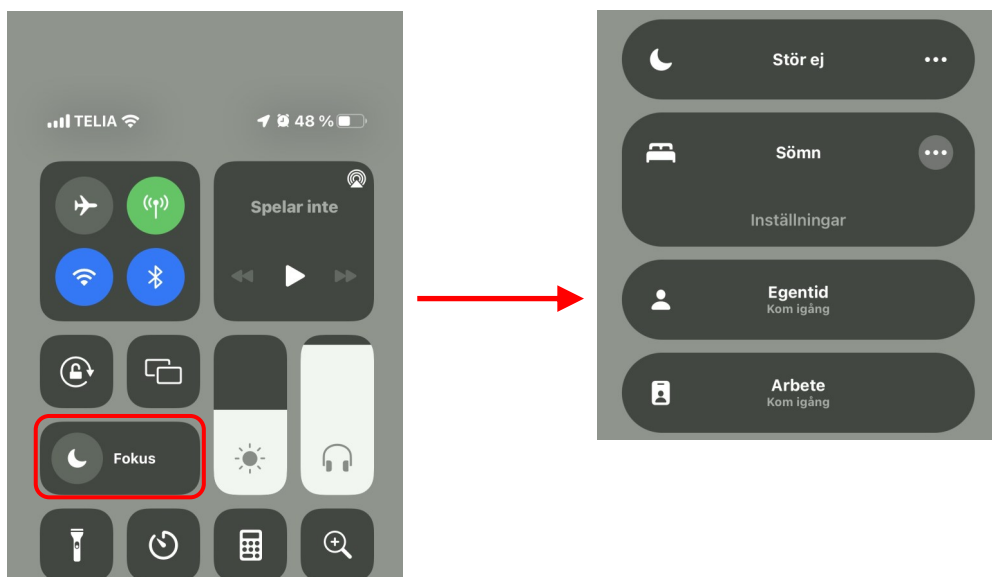 TELIA
48 %
Spelar inte
Fokus
Stör ej
Sömn
Inställningar
Egentid
Kom igång
Arbete
Kom igång